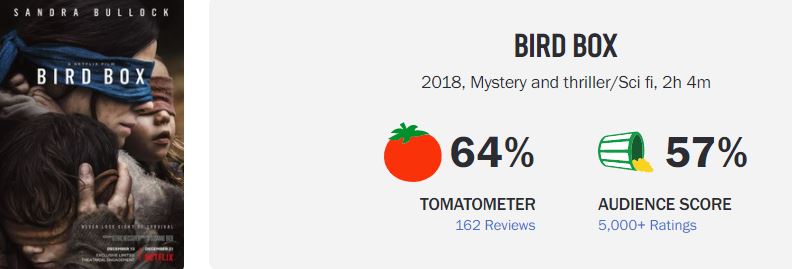 SANDRA BULLOCK
A NETFLIX FILM
BIRD BOX
NEVER LOSE SIGHT OF SURVIVAL
DECEMBER 13
EXCLUSIVE LIMITED
THEATRICAL ENGAGEMENT
DECEMBER 21
NETFLIX
BIRD BOX
2018, Mystery and thriller/Sci fi, 2h 4m
64%
57%
TOMATOMETER
AUDIENCE SCORE
162 Reviews
5,000+ Ratings